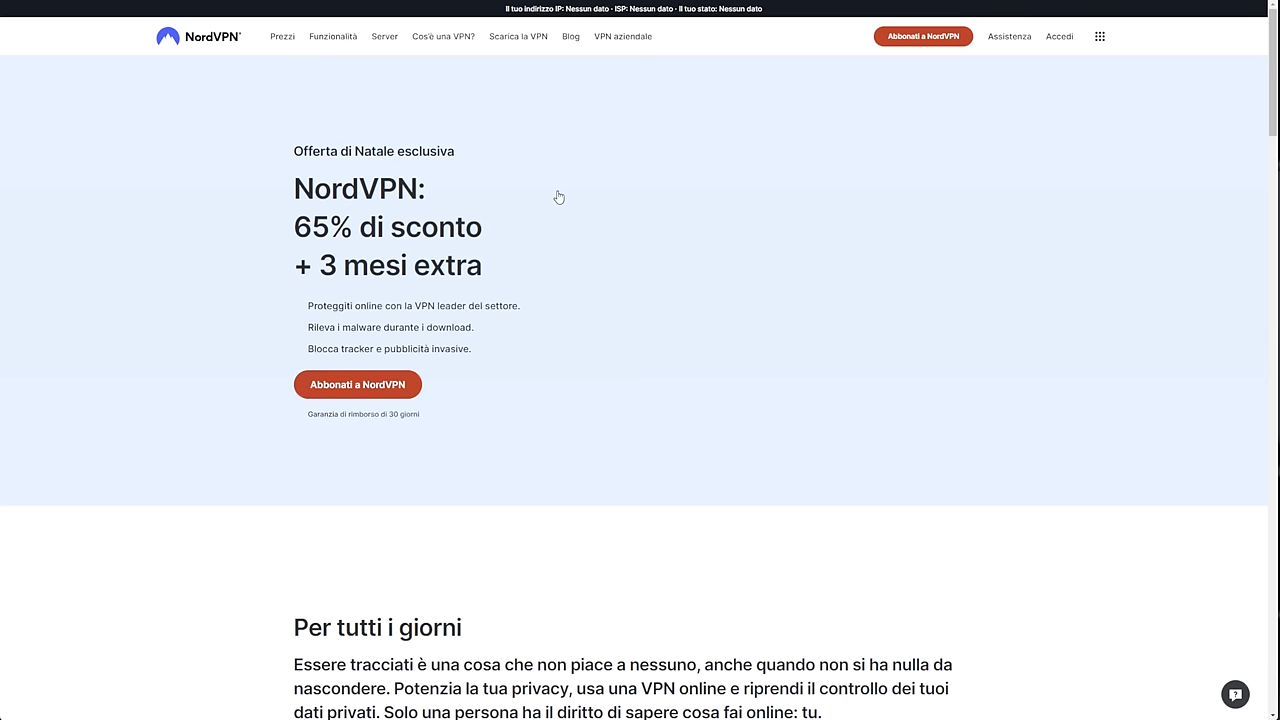 Il tuo indirizzo IP: Nessun dato · ISP: Nessun dato · Il tuo stato: Nessun dato
NordVPN®
Prezzi
Funzionalità
Server
Cos'è una VPN?
Scarica la VPN
Blog
VPN aziendale
Abbonati a NordVPN
Assistenza
Accedi
Offerta di Natale esclusiva
NordVPN:
65% di sconto
+ 3 mesi extra
Proteggiti online con la VPN leader del settore.
Rileva i malware durante i download.
Blocca tracker e pubblicità invasive.
Abbonati a NordVPN
Garanzia di rimborso di 30 giorni
Per tutti i giorni
Essere tracciati è una cosa che non piace a nessuno, anche quando non si ha nulla da
nascondere. Potenzia la tua privacy, usa una VPN online e riprendi il controllo dei tuoi
dati privati. Solo una persona ha il diritto di sapere cosa fai online: tu.